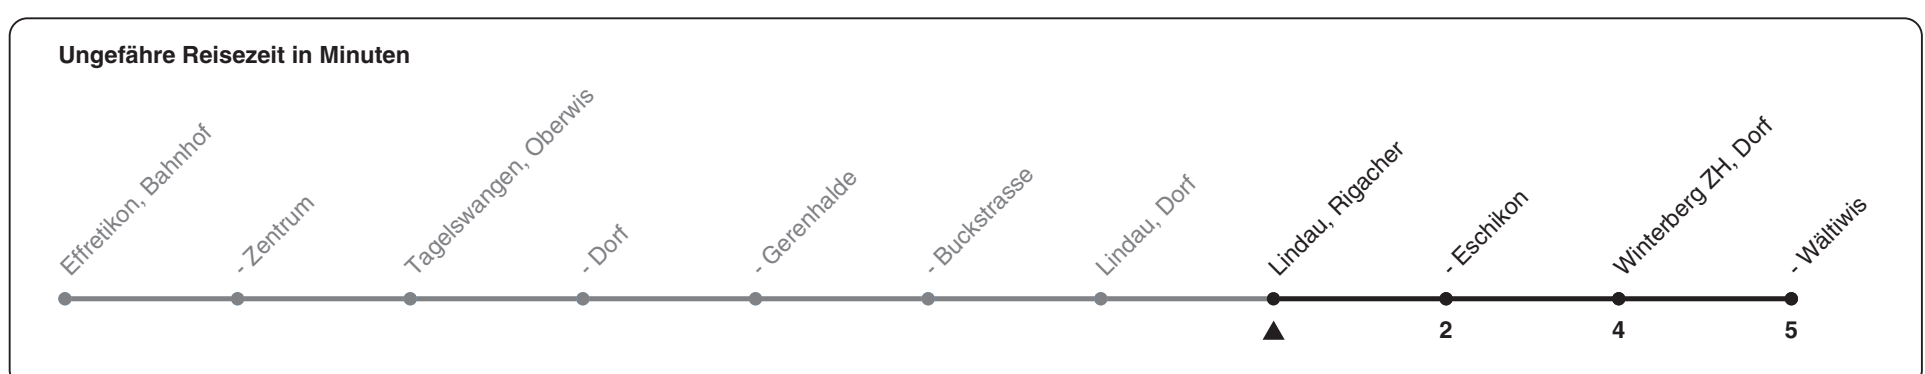 Ungefähre Reisezeit in Minuten
Effretikon, Bahnhof
- Zentrum
Tagelswangen, Oberwis
- Dorf
- Gerenhalde
- Buckstrasse
Lindau, Dorf
Lindau, Rigacher
- Eschikon
Winterberg ZH, Dorf
- Wältiwis
2
4
5